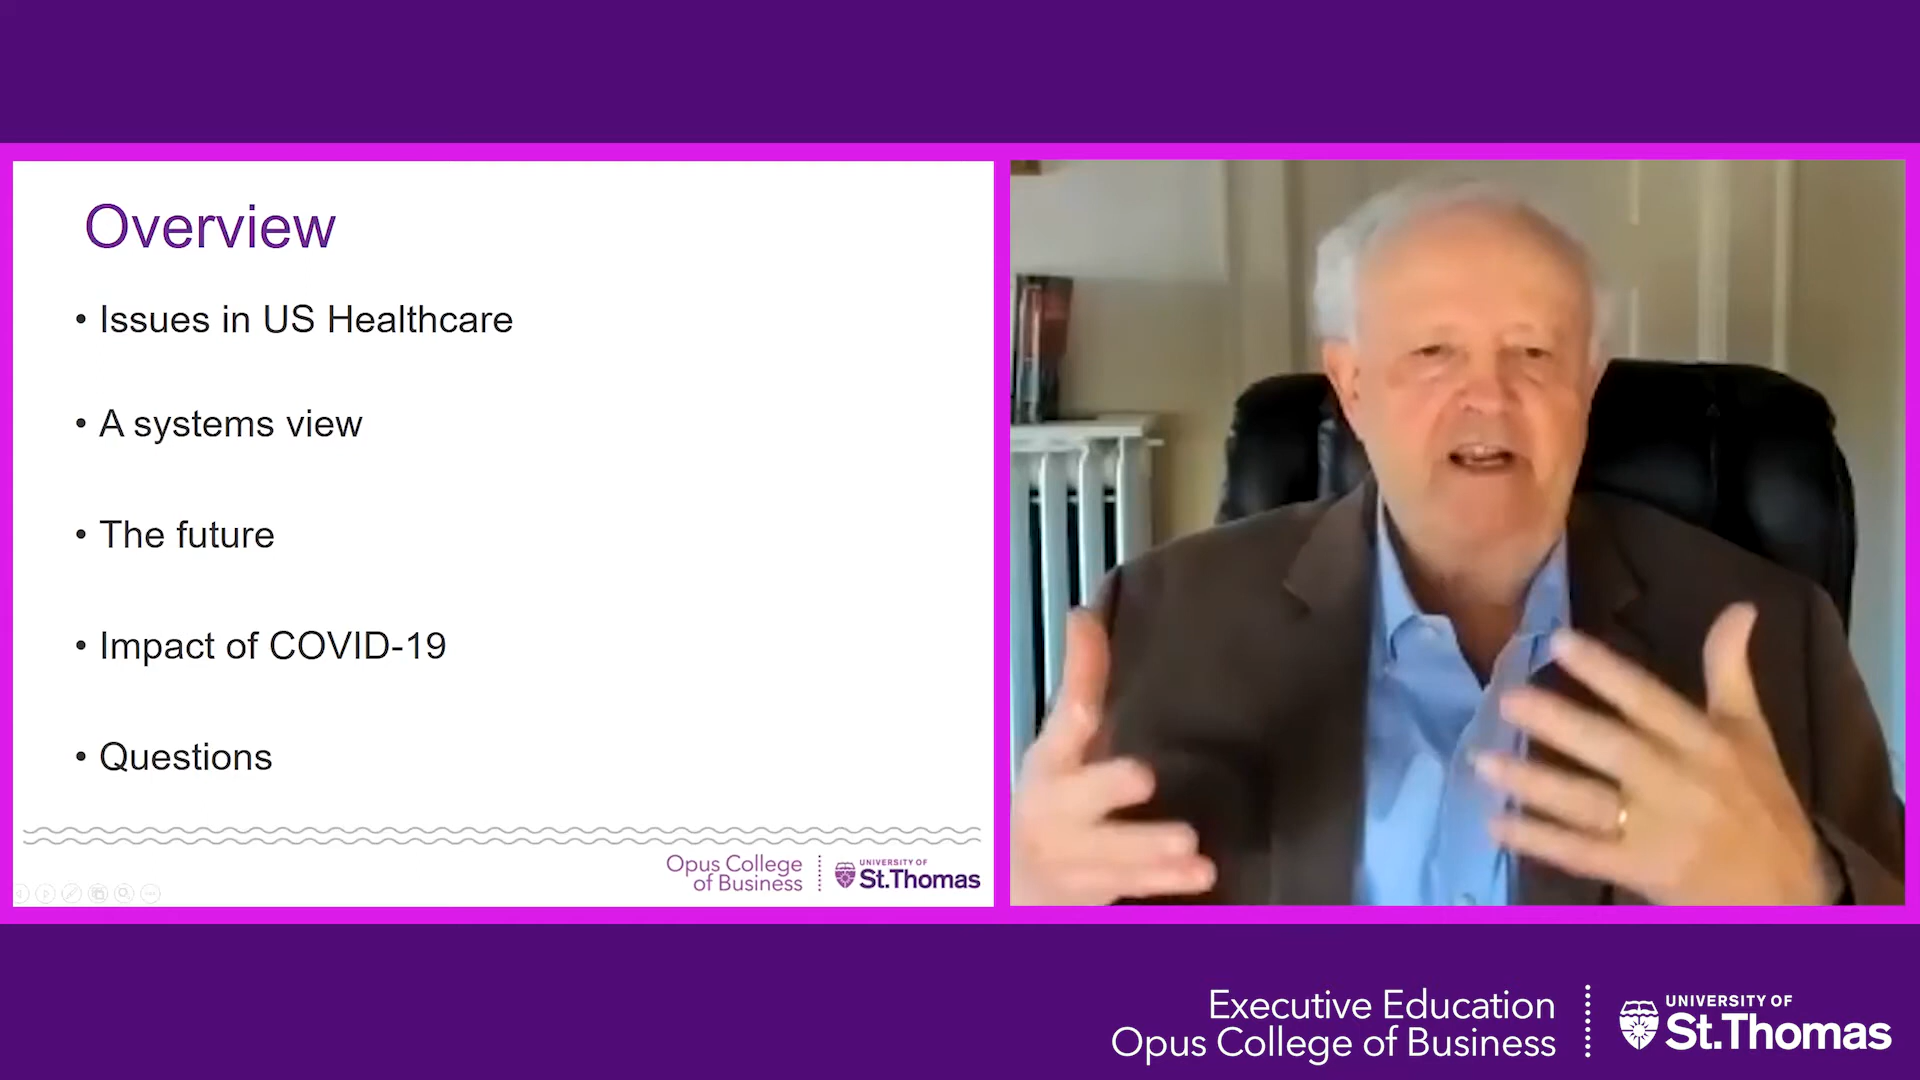 Overview
• Issues in US Healthcare
• A systems view
• The future
• Impact of COVID-19
• Questions
Opus College
of Business
UNIVERSITY OF
St.Thomas
Executive Education
Opus College of Business
UNIVERSITY OF
St.Thomas